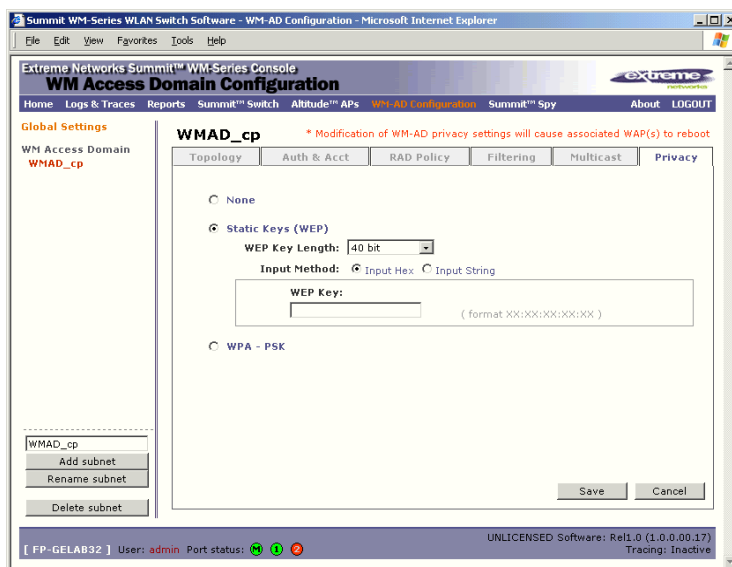 Summit WM-Series WLAN Switch Software - WM-AD Configuration - Microsoft Internet Explorer
File Edit View Favorites Tools Help
Extreme Networks Summit™ WM-Series Console
WM Access Domain Configuration
extreme networks
Home Logs & Traces Reports Summit™ Switch Altitude™ APs WM-AD Configuration Summit™ Spy About LOGOUT
Global Settings
WM Access Domain
WMAD_cp
WMAD_cp * Modification of WM-AD privacy settings will cause associated WAP(s) to reboot
Topology Auth & Acct RAD Policy Filtering Multicast Privacy
None
Static Keys (WEP)
WEP Key Length: 40 bit
Input Method: Input Hex Input String
WEP Key:
( format XX:XX:XX:XX:XX )
WPA - PSK
WMAD_cp
Add subnet
Rename subnet
Delete subnet
Save Cancel
[ FP-GELAB32 ] User: admin Port status: M 1 2
UNLICENSED Software: Rel1.0 (1.0.0.00.17)
Tracing: Inactive